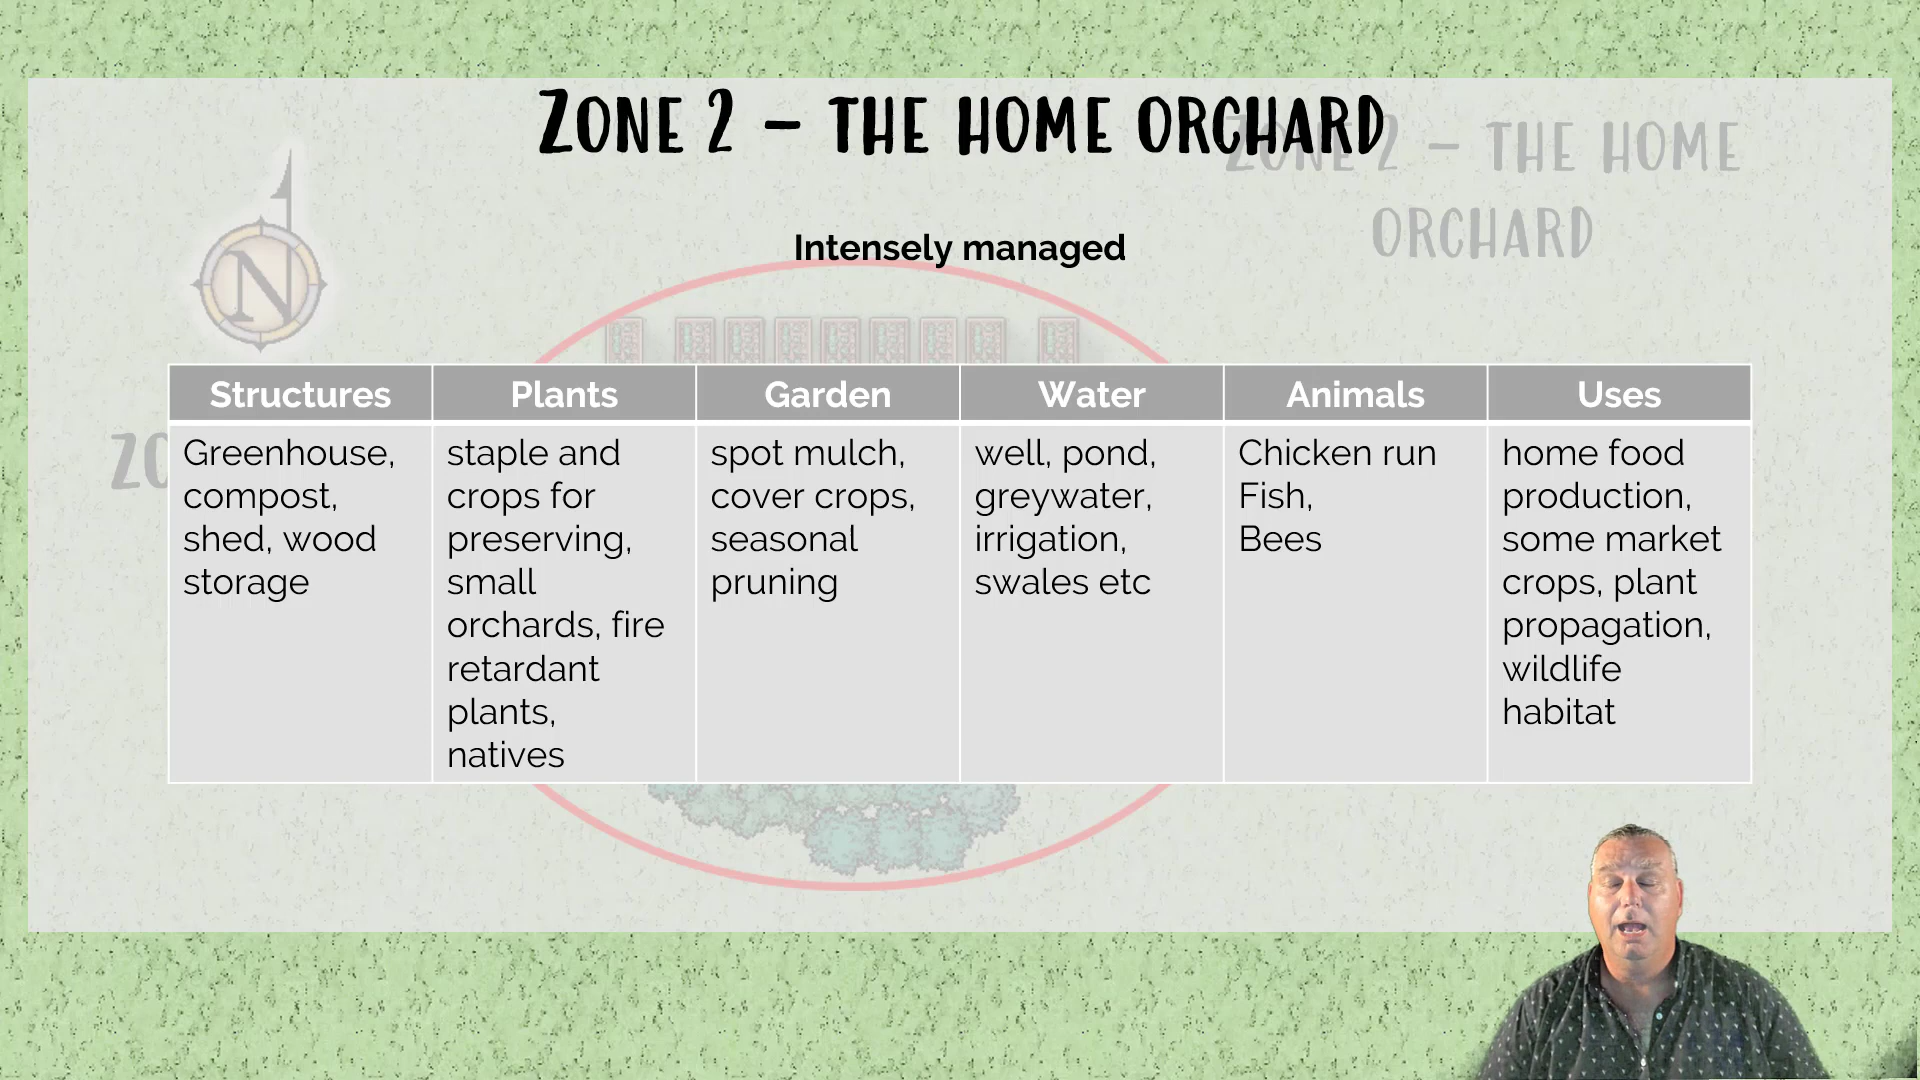 ZONE 2 – THE HOME ORCHARD
ZONE 2 – THE HOME
ORCHARD
N
Intensely managed
Structures
Plants
Garden
Water
Animals
Uses
Greenhouse,
compost,
shed, wood
storage
staple and
crops for
preserving,
small
orchards, fire
retardant
plants,
natives
spot mulch,
cover crops,
seasonal
pruning
well, pond,
greywater,
irrigation,
swales etc
Chicken run
Fish,
Bees
home food
production,
some market
crops, plant
propagation,
wildlife
habitat